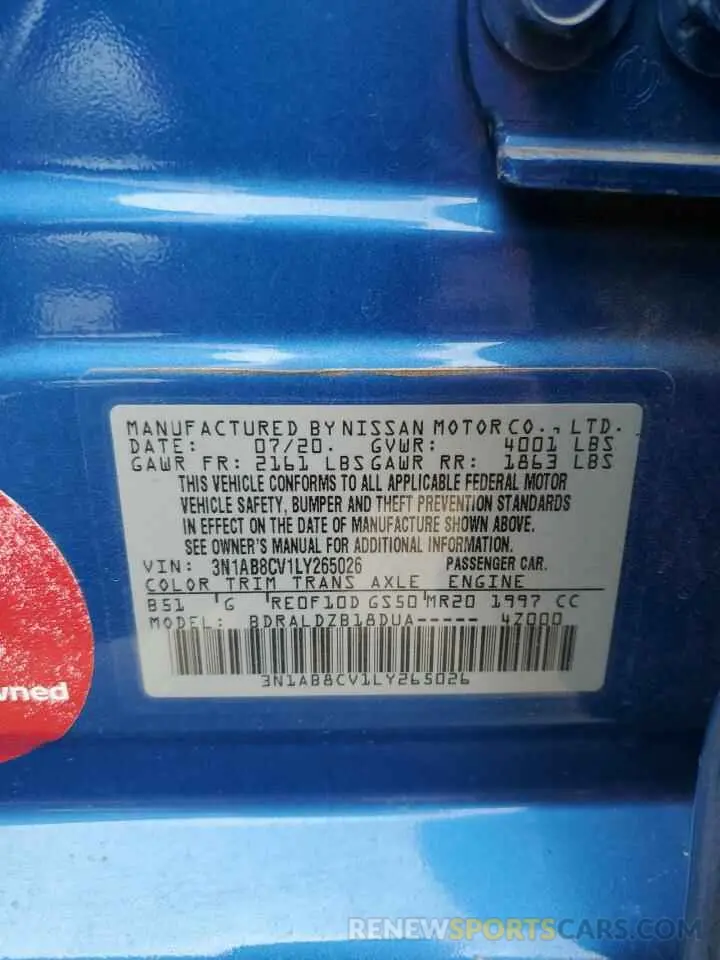 MANUFACTURED BY NISSAN MOTOR CO., LTD.
DATE: 07/20. GVWR: 4001 LBS
GAWR FR: 2161 LBS GAWR RR: 1863 LBS
THIS VEHICLE CONFORMS TO ALL APPLICABLE FEDERAL MOTOR
VEHICLE SAFETY, BUMPER AND THEFT PREVENTION STANDARDS
IN EFFECT ON THE DATE OF MANUFACTURE SHOWN ABOVE.
SEE OWNER'S MANUAL FOR ADDITIONAL INFORMATION.
VIN: 3N1AB8CV1LY265026 PASSENGER CAR.
COLOR TRIM TRANS AXLE ENGINE
B51 G RE0F10D GS50 MR20 1997 CC
MODEL: BDRALDZB18DUA----- 4Z000
3N1AB8CV1LY265026
wned
RENEWSPORTSCARS.COM